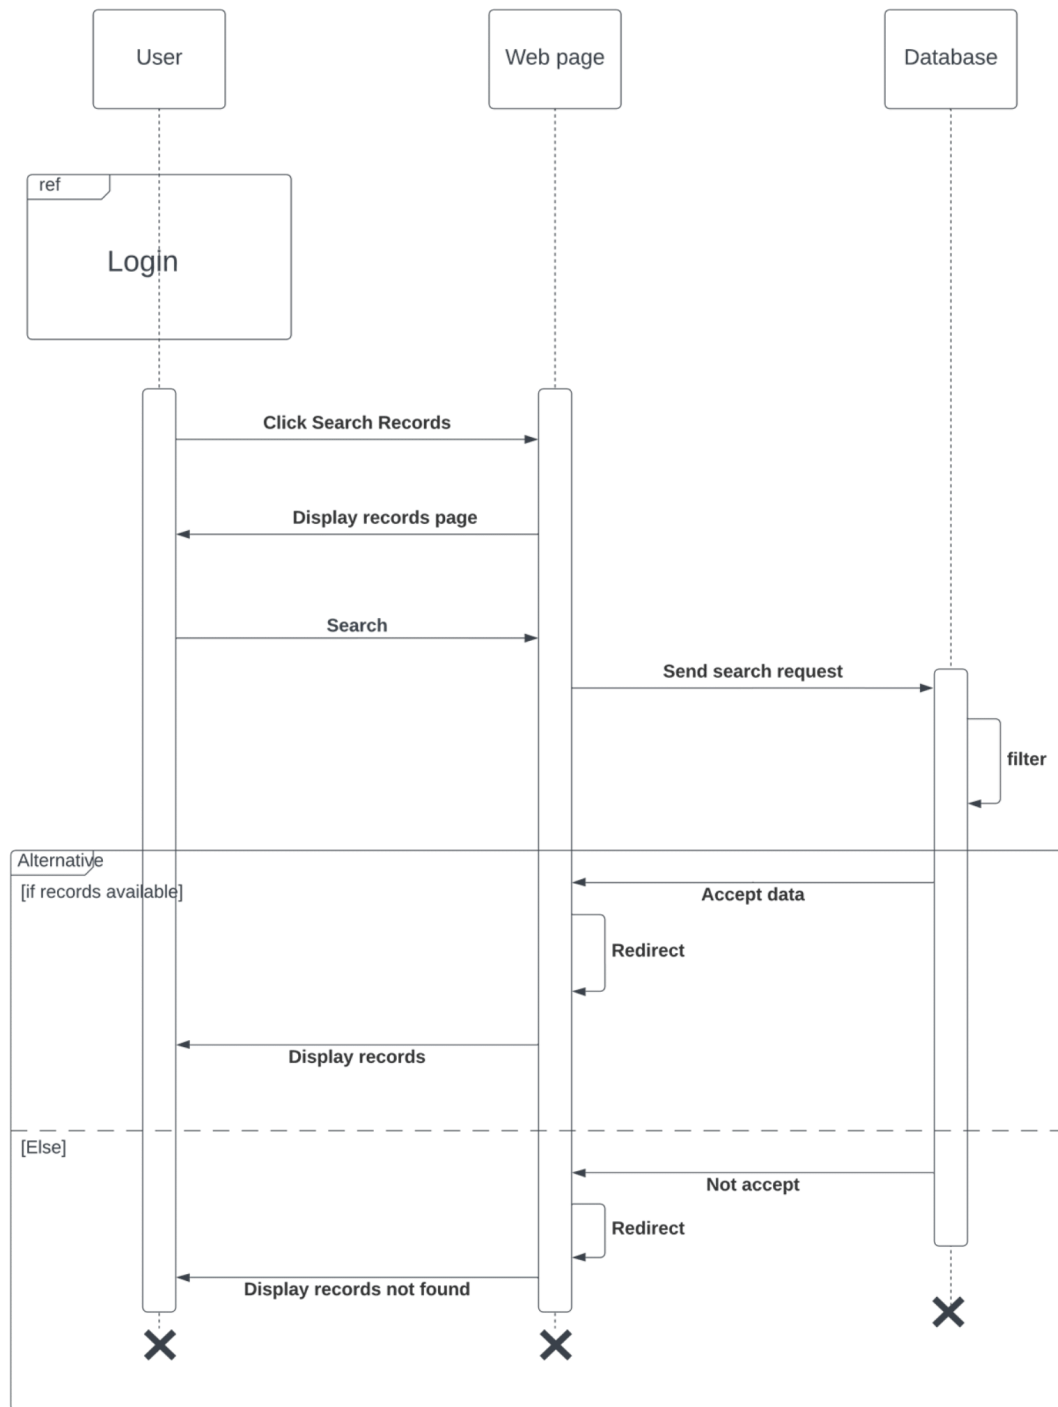 User
Web page
Database
ref
Login
Click Search Records
Display records page
Search
Send search request
filter
Alternative
[if records available]
Accept data
Redirect
Display records
[Else]
Not accept
Redirect
Display records not found